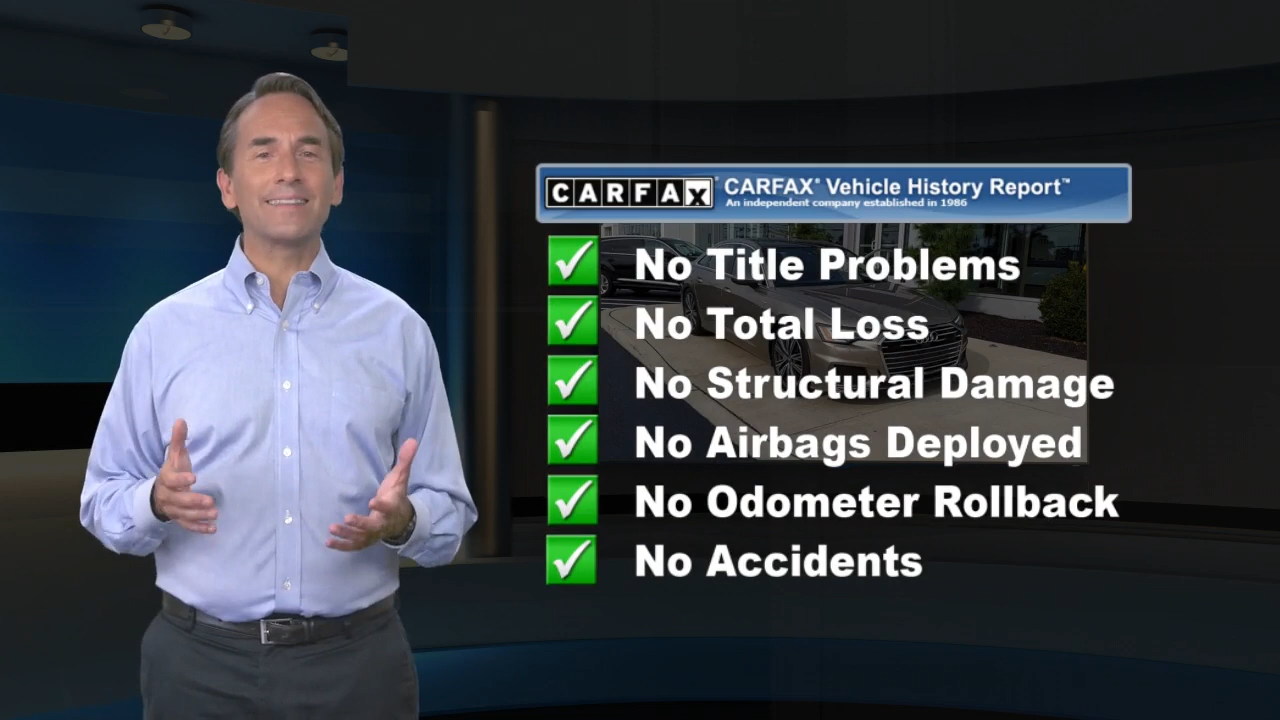 CARFAX® CARFAX® Vehicle History Report™
An independent company established in 1986
No Title Problems
No Total Loss
No Structural Damage
No Airbags Deployed
No Odometer Rollback
No Accidents